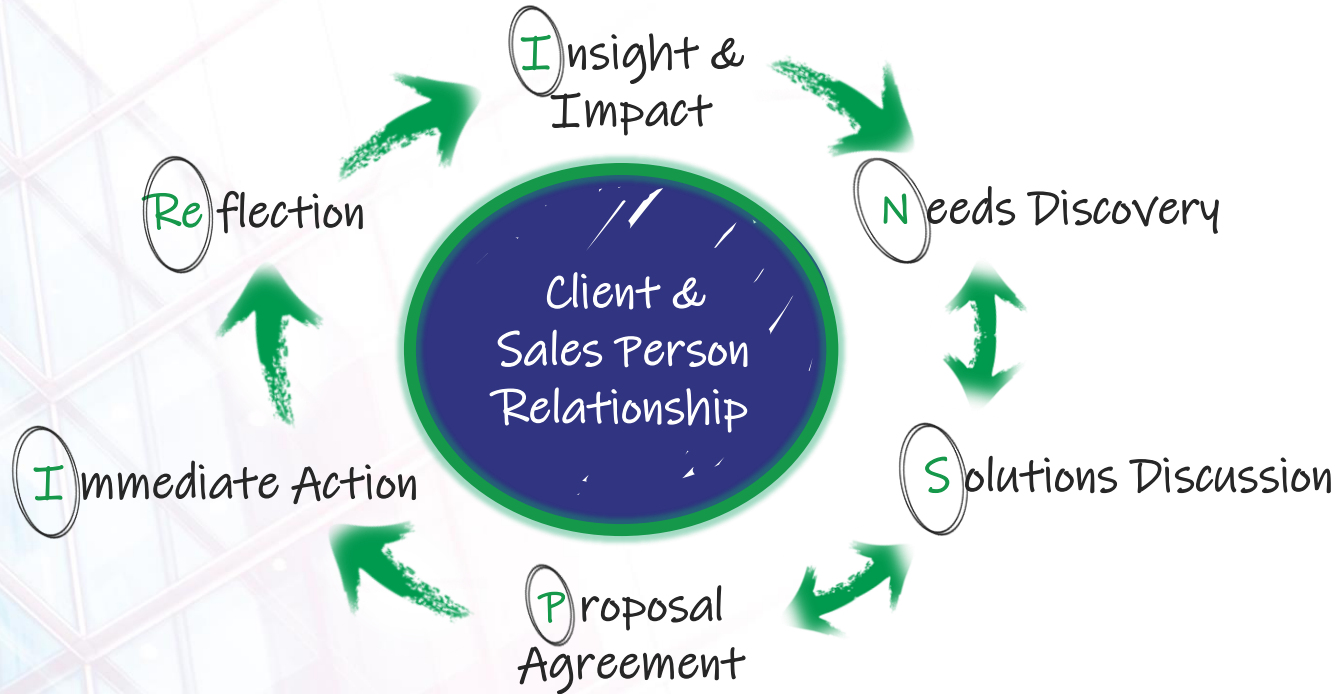 Insight &
Impact
Needs Discovery
Solutions Discussion
Proposal
Agreement
Immediate Action
Reflection
Client &
Sales Person
Relationship